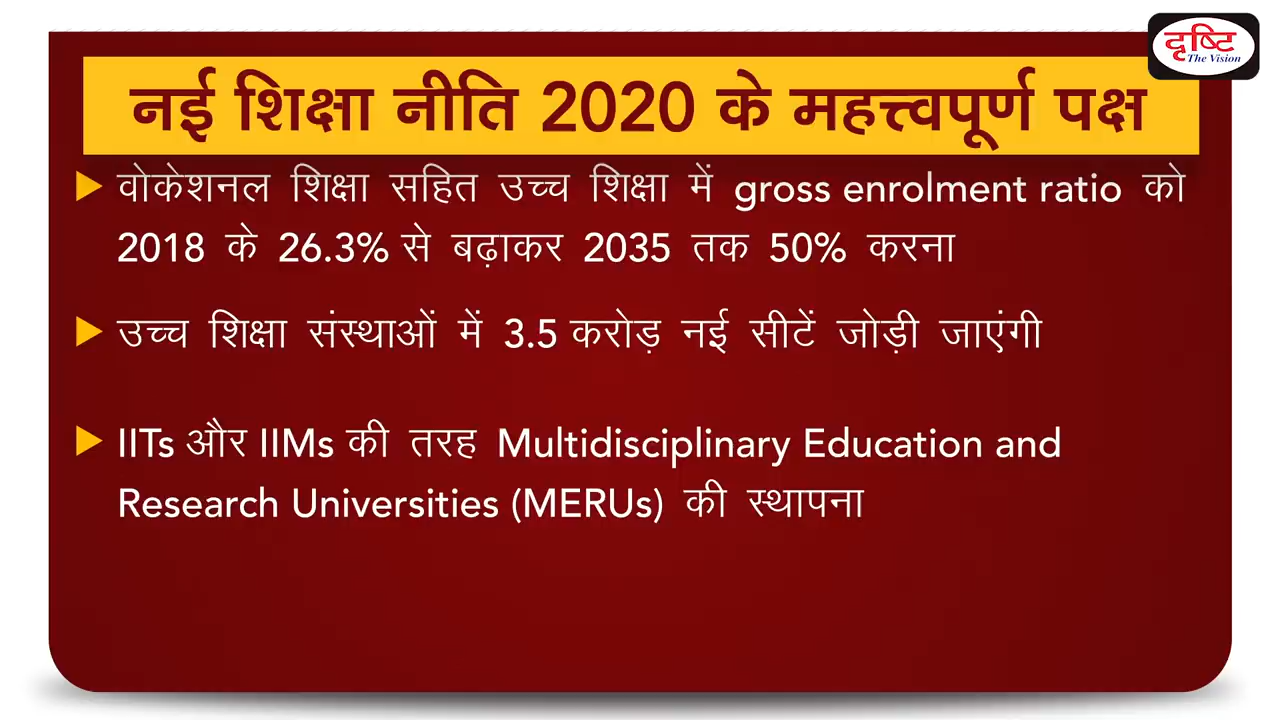 दृष्टि
The Vision
नई शिक्षा नीति 2020 के महत्त्वपूर्ण पक्ष
वोकेशनल शिक्षा सहित उच्च शिक्षा में gross enrolment ratio को
2018 के 26.3% से बढ़ाकर 2035 तक 50% करना
उच्च शिक्षा संस्थाओं में 3.5 करोड़ नई सीटें जोड़ी जाएंगी
IITs और IIMs की तरह Multidisciplinary Education and
Research Universities (MERUs) की स्थापना